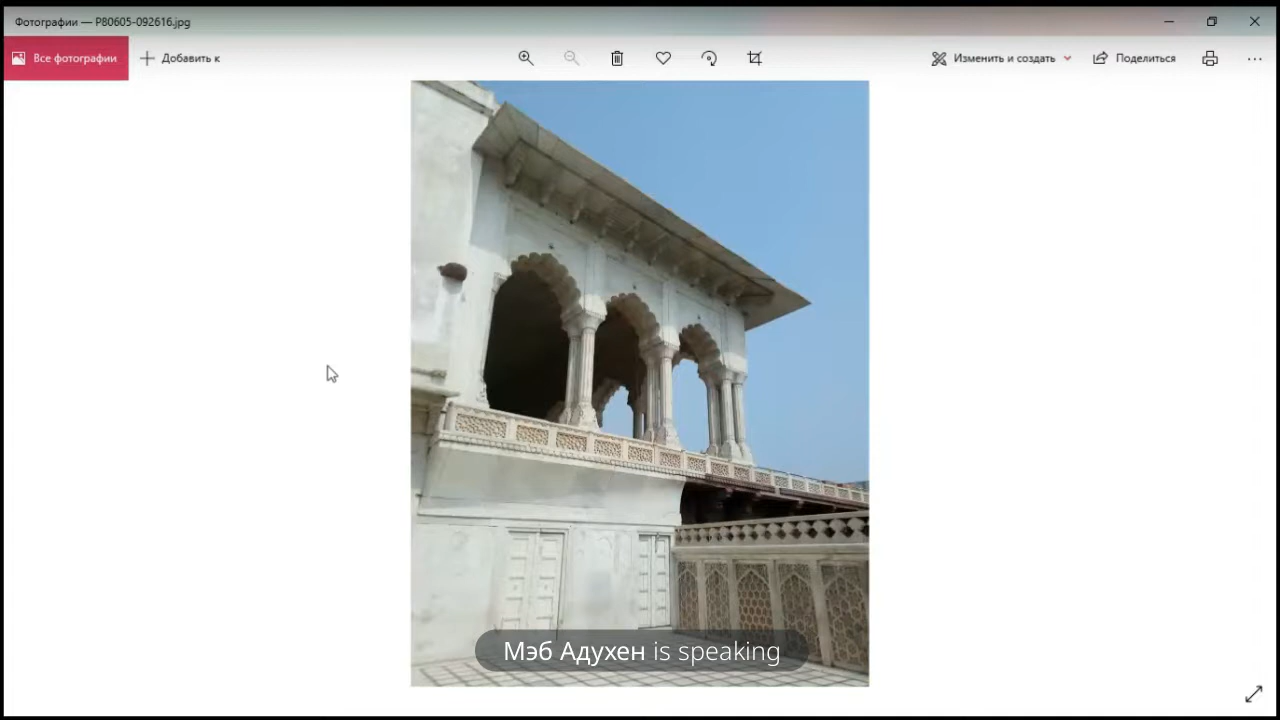 Фотографии — P80605-092616.jpg
Все фотографии
Добавить к
Изменить и создать
Поделиться
Мэб Адухен is speaking